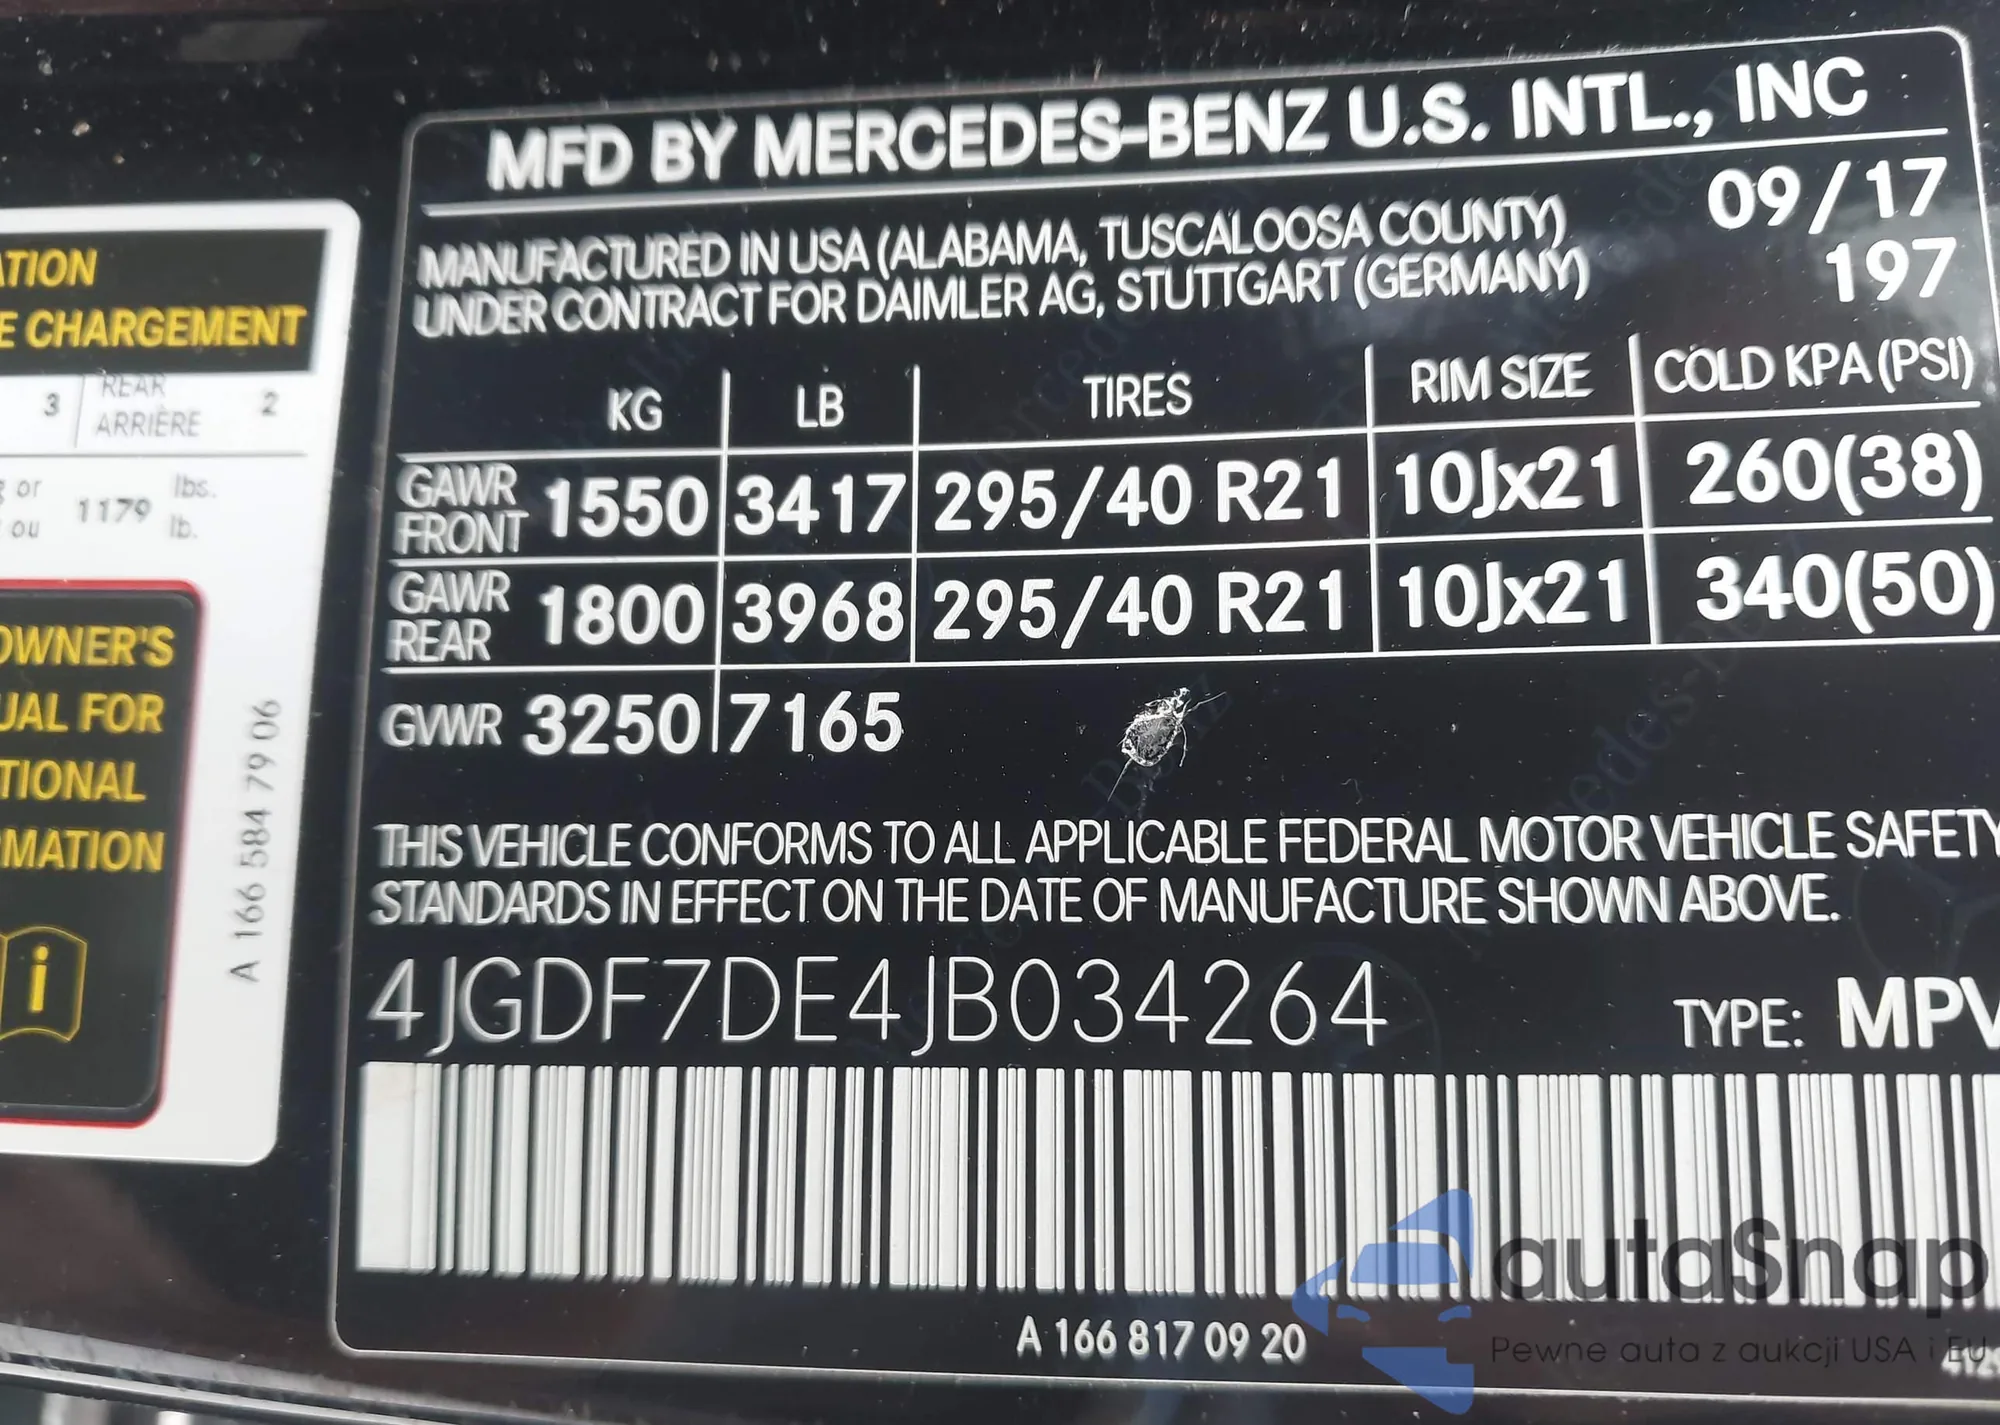 ATION
E CHARGEMENT
3 REAR 2
ARRIÈRE
or 1179 lbs.
ou lb.
OWNER'S
UAL FOR
TIONAL
RMATION
i
A 166 584 79 06
MFD BY MERCEDES-BENZ U.S. INTL., INC
MANUFACTURED IN USA (ALABAMA, TUSCALOOSA COUNTY) 09/17
UNDER CONTRACT FOR DAIMLER AG, STUTTGART (GERMANY) 197
KG LB TIRES RIM SIZE COLD KPA (PSI)
GAWR FRONT 1550 3417 295/40 R21 10Jx21 260(38)
GAWR REAR 1800 3968 295/40 R21 10Jx21 340(50)
GVWR 3250 7165
THIS VEHICLE CONFORMS TO ALL APPLICABLE FEDERAL MOTOR VEHICLE SAFETY
STANDARDS IN EFFECT ON THE DATE OF MANUFACTURE SHOWN ABOVE.
4JGDF7DE4JB034264 TYPE: MPV
A 166 817 09 20
autaSnap
Pewne auta z aukcji USA i EU